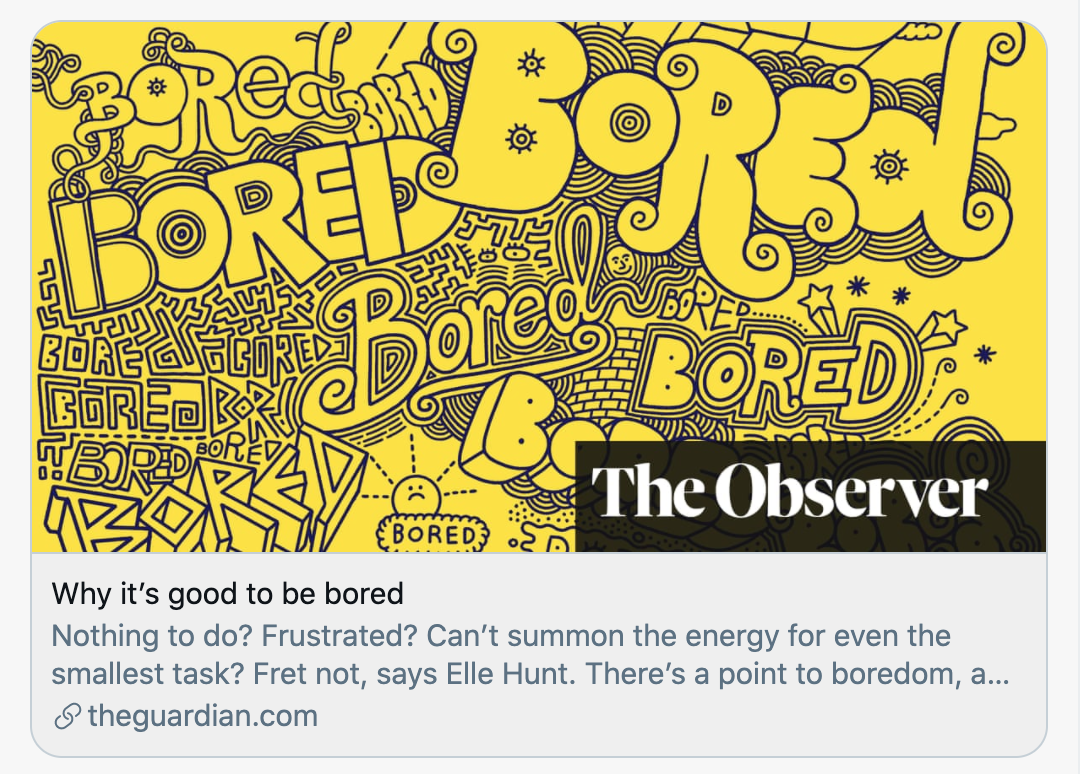 BORed
BORED
BORed
BORED
Bored
BORED
BORED
BORED
BORED
BORED
BORED
BORED
BORED
The Observer
Why it’s good to be bored
Nothing to do? Frustrated? Can’t summon the energy for even the
smallest task? Fret not, says Elle Hunt. There’s a point to boredom, a...
theguardian.com